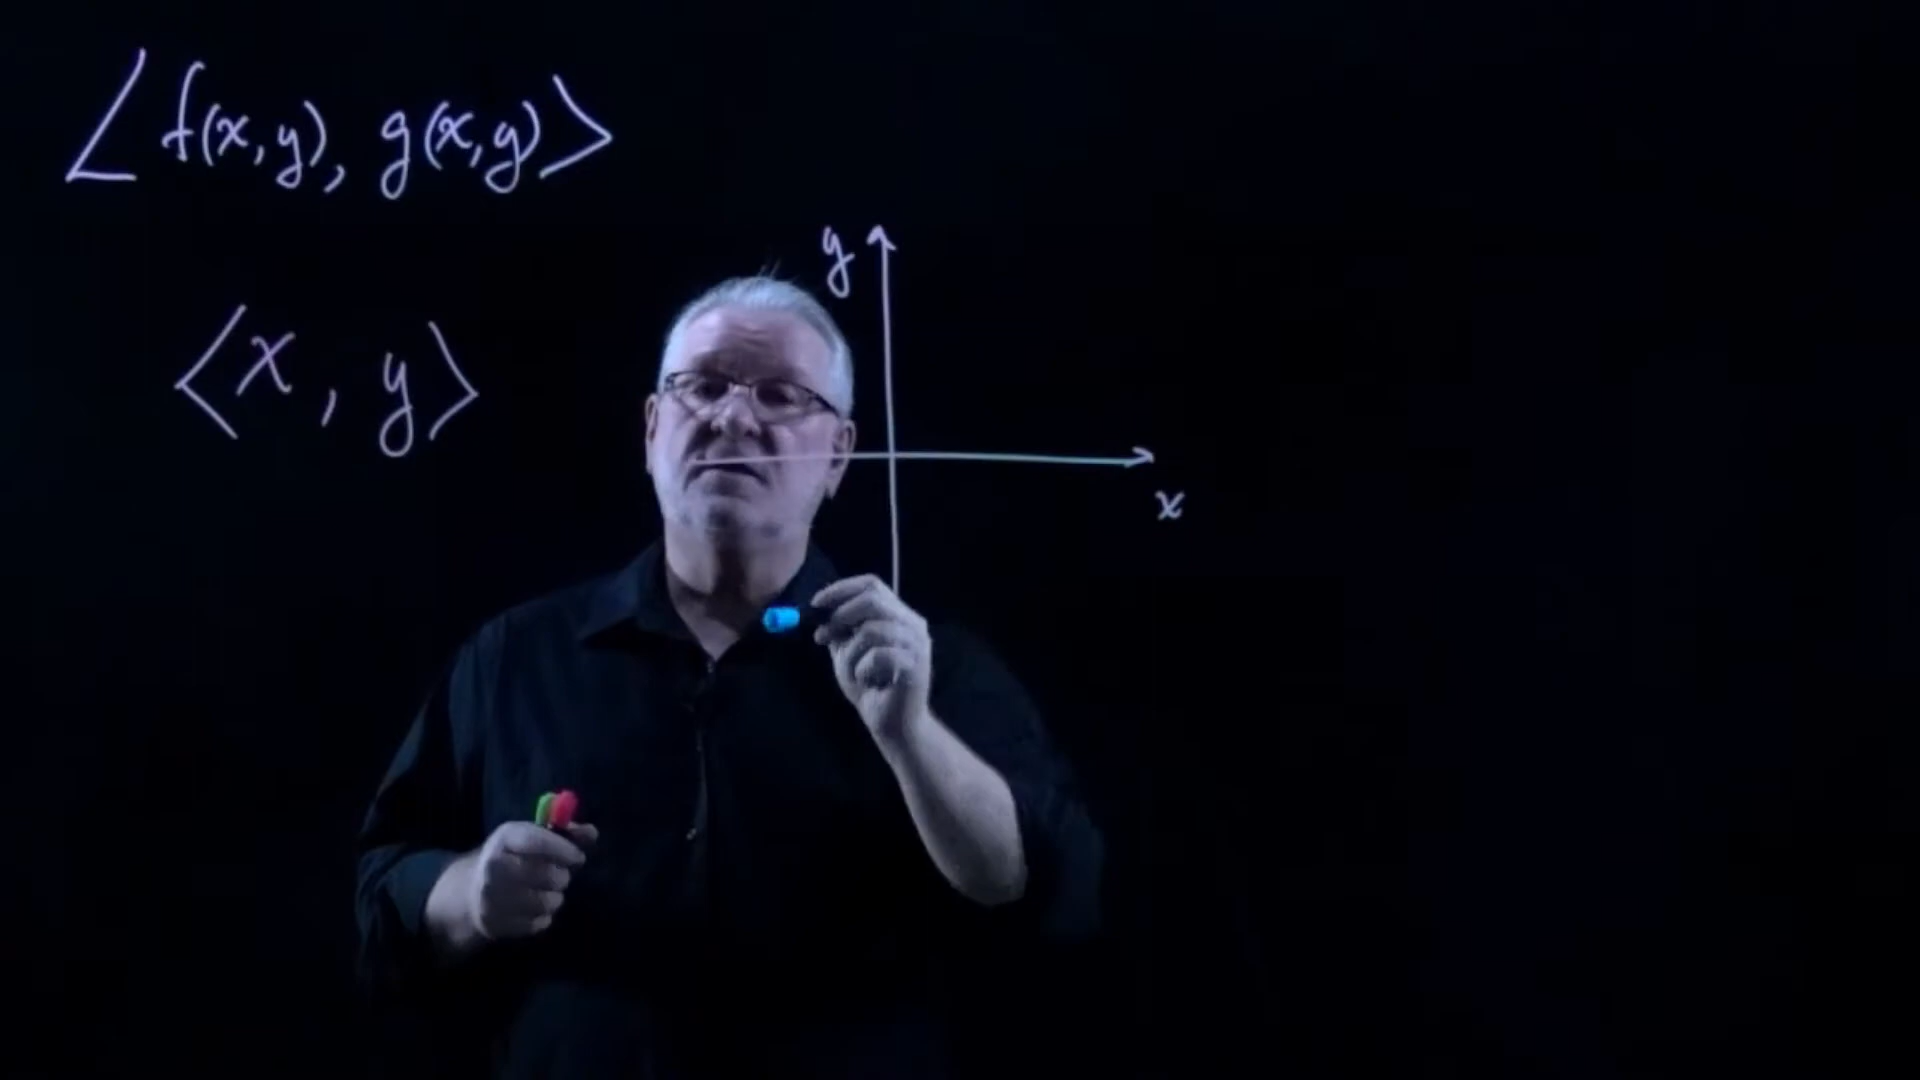 ⟨f(x,y), g(x,y)⟩
⟨x, y⟩
y
x